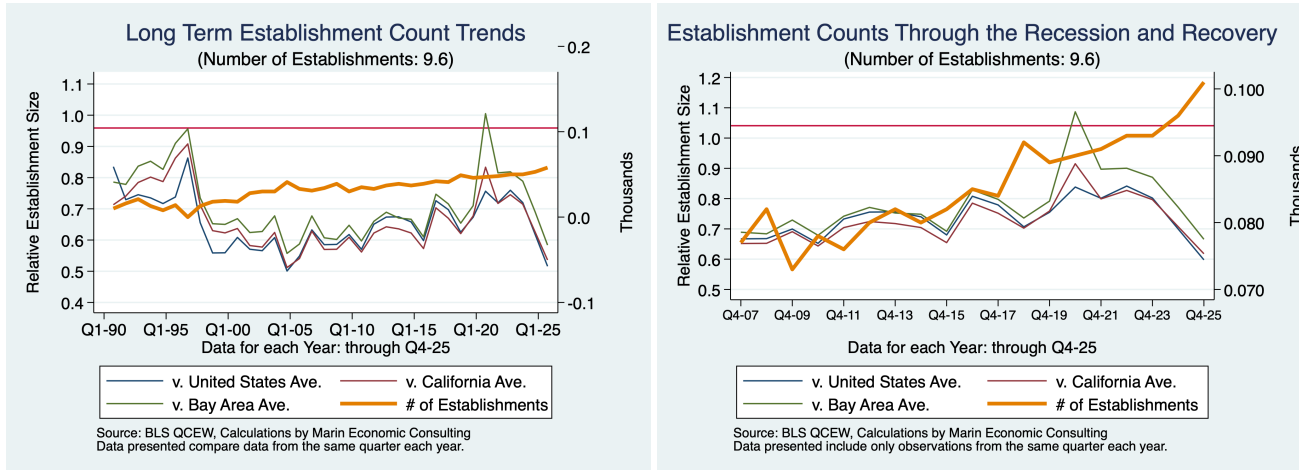 Long Term Establishment Count Trends
(Number of Establishments: 9.6)
Relative Establishment Size
1.1
1.0
0.9
0.8
0.7
0.6
0.5
0.4
0.2
0.1
0.0
-0.1
Thousands
Q1-90 Q1-95 Q1-00 Q1-05 Q1-10 Q1-15 Q1-20 Q1-25
Data for each Year: through Q4-25
v. United States Ave. v. California Ave.
v. Bay Area Ave. # of Establishments
Source: BLS QCEW, Calculations by Marin Economic Consulting
Data presented compare data from the same quarter each year.
Establishment Counts Through the Recession and Recovery
(Number of Establishments: 9.6)
Relative Establishment Size
1.2
1.1
1.0
0.9
0.8
0.7
0.6
0.5
0.100
0.090
0.080
0.070
Thousands
Q4-07 Q4-09 Q4-11 Q4-13 Q4-15 Q4-17 Q4-19 Q4-21 Q4-23 Q4-25
Data for each Year: through Q4-25
v. United States Ave. v. California Ave.
v. Bay Area Ave. # of Establishments
Source: BLS QCEW, Calculations by Marin Economic Consulting
Data presented include only observations from the same quarter each year.